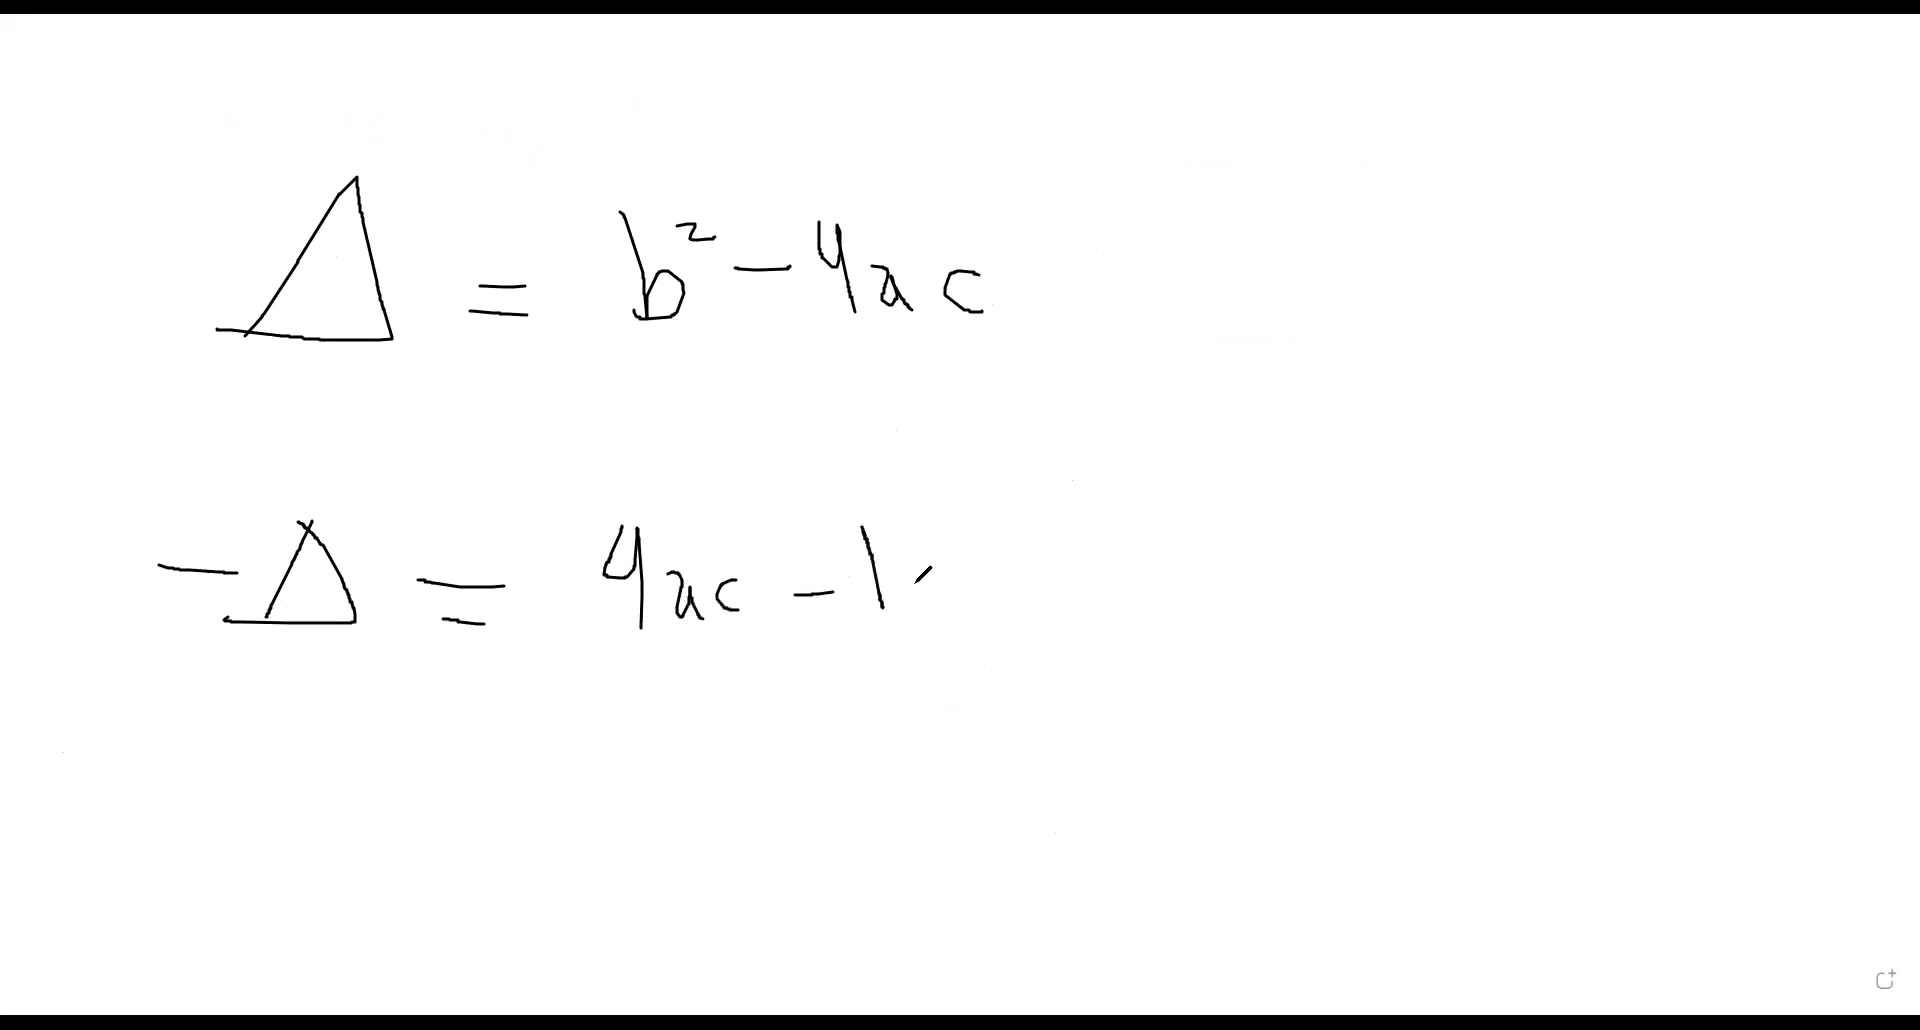 Δ = b² - 4ac
-Δ = 4ac -